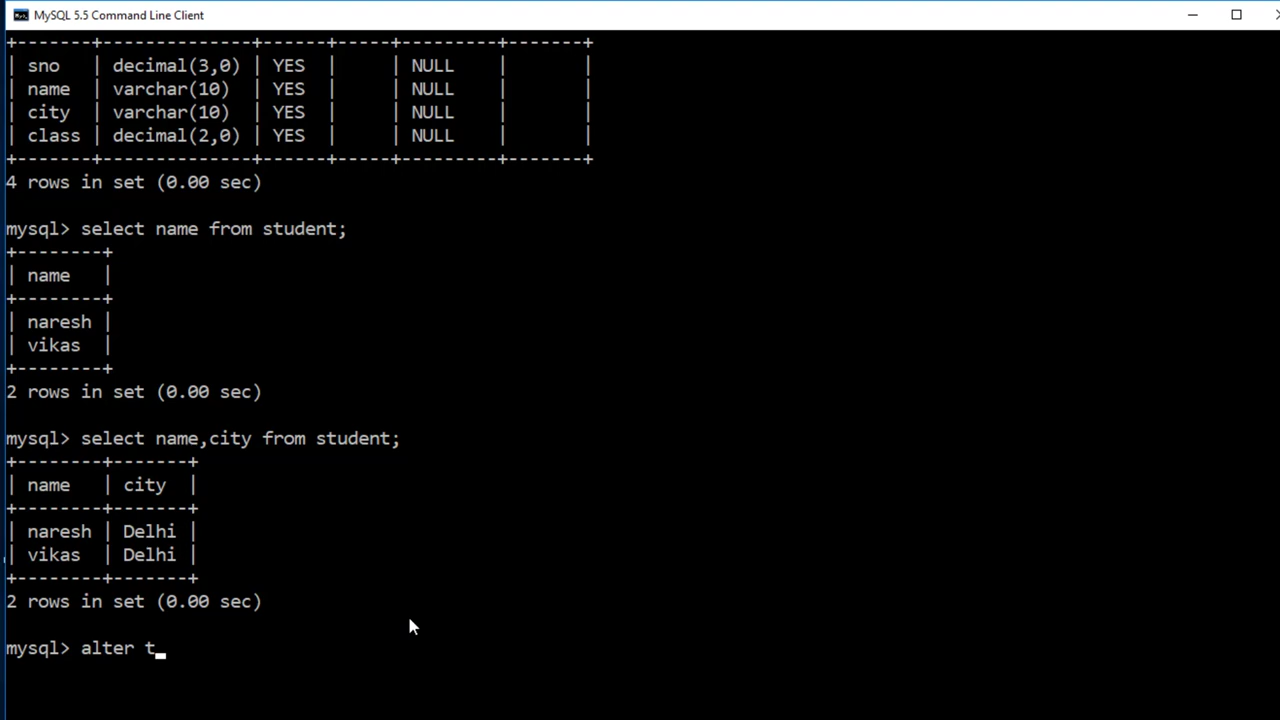 MySQL 5.5 Command Line Client
+-------+--------------+------+-----+---------+-------+
| sno   | decimal(3,0) | YES  |     | NULL    |       |
| name  | varchar(10)  | YES  |     | NULL    |       |
| city  | varchar(10)  | YES  |     | NULL    |       |
| class | decimal(2,0) | YES  |     | NULL    |       |
+-------+--------------+------+-----+---------+-------+
4 rows in set (0.00 sec)
mysql> select name from student;
+--------+
| name   |
+--------+
| naresh |
| vikas  |
+--------+
2 rows in set (0.00 sec)
mysql> select name,city from student;
+--------+-------+
| name   | city  |
+--------+-------+
| naresh | Delhi |
| vikas  | Delhi |
+--------+-------+
2 rows in set (0.00 sec)
mysql> alter t_